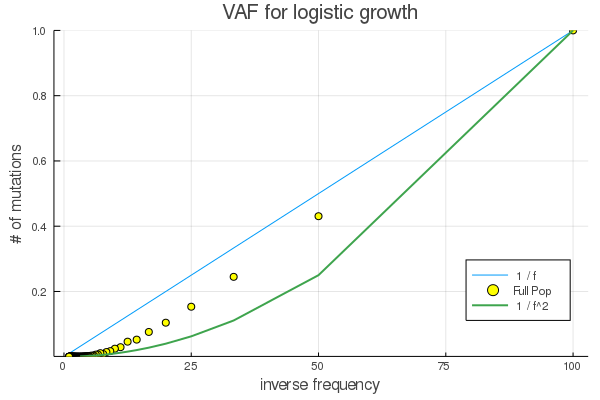 VAF for logistic growth
# of mutations
1.0
0.8
0.6
0.4
0.2
1 / f
Full Pop
1 / f^2
0 25 50 75 100
inverse frequency